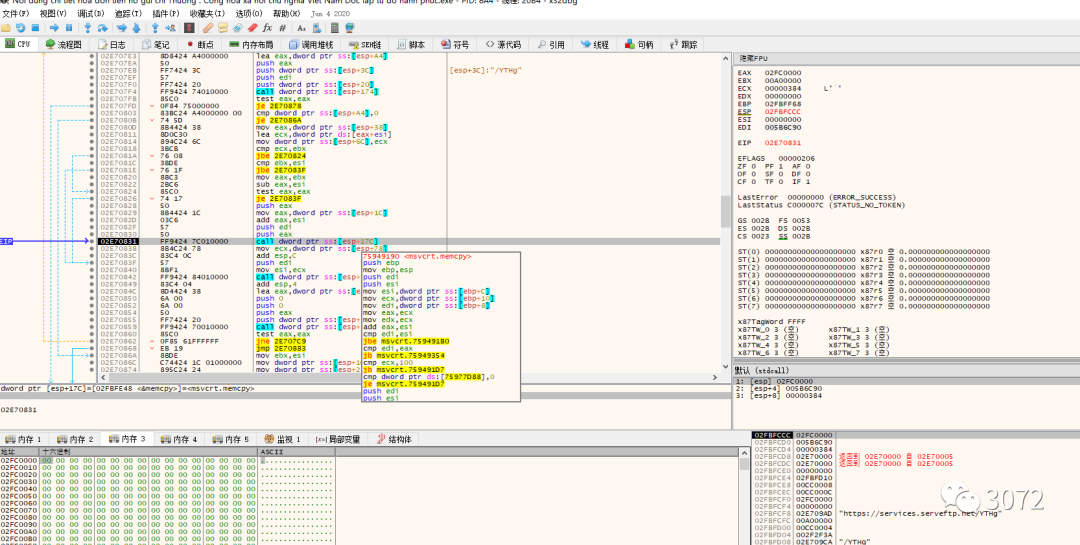 Nội dung chi tiết hóa đơn tiền họ gửi chỉ Thương . Cộng hòa xã hội chủ nghĩa Việt Nam Độc lập tự do hạnh phúc.exe - PID: 8A4 - 线程: 2064 - x32dbg
文件(F) 视图(V) 调试(D) 追踪(T) 插件(P) 收藏夹(I) 选项(O) 帮助(H) Jun 4 2020
CPU 流程图 日志 笔记 断点 内存布局 调用堆栈 SEH链 脚本 符号 源代码 引用 线程 句柄 跟踪
02E707E3 8D8424 A4000000 lea eax,dword ptr ss:[esp+A4]
02E707EA 50 push eax
02E707EB FF7424 3C push dword ptr ss:[esp+3C] [esp+3C]:"/YTHg"
02E707EF 57 push edi
02E707F0 FF7424 20 push dword ptr ss:[esp+20]
02E707F4 FF9424 74010000 call dword ptr ss:[esp+174]
02E707FB 85C0 test eax,eax
02E707FD 0F84 75000000 je 2E70878
02E70803 83BC24 A4000000 00 cmp dword ptr ss:[esp+A4],0
02E7080B 74 5D je 2E7086A
02E7080D 8B4424 38 mov eax,dword ptr ss:[esp+38]
02E70811 8D0C30 lea ecx,dword ptr ds:[eax+esi]
02E70814 894C24 6C mov dword ptr ss:[esp+6C],ecx
02E70818 3BCB cmp ecx,ebx
02E7081A 76 08 jbe 2E70824
02E7081C 3BDE cmp ebx,esi
02E7081E 76 1F jbe 2E7083F
02E70820 8BC3 mov eax,ebx
02E70822 2BC6 sub eax,esi
02E70824 85C0 test eax,eax
02E70826 74 17 je 2E7083F
02E70828 50 push eax
02E70829 8B4424 1C mov eax,dword ptr ss:[esp+1C]
02E7082D 03C6 add eax,esi
02E7082F 57 push edi
02E70830 50 push eax
EIP 02E70831 FF9424 7C010000 call dword ptr ss:[esp+17C]
02E70838 8B4C24 78 mov ecx,dword ptr ss:[esp+78]
02E7083C 83C4 0C add esp,C
02E7083F 57 push edi
02E70840 8BF1 mov esi,ecx
02E70842 FF9424 84010000 call dword ptr ss:[esp+
02E70849 83C4 04 add esp,4
02E7084C 8D4424 38 lea eax,dword ptr ss:[e
02E70850 6A 00 push 0
02E70852 6A 00 push 0
02E70854 50 push eax
02E70855 FF7424 20 push dword ptr ss:[esp+
02E70859 FF9424 70010000 call dword ptr ss:[esp+
02E70860 85C0 test eax,eax
02E70862 0F85 61FFFFFF jne 2E707C9
02E70868 EB 19 jmp 2E70883
02E7086A 8BDE mov ebx,esi
02E7086C C74424 1C 01000000 mov dword ptr ss:[esp+1
895C24 24 mov dword ptr ss:[esp+2
75949190 <msvcrt.memcpy>
push ebp
mov ebp,esp
push edi
push esi
mov esi,dword ptr ss:[ebp+C]
mov ecx,dword ptr ss:[ebp+10]
mov edi,dword ptr ss:[ebp+8]
mov eax,ecx
mov edx,ecx
add eax,esi
cmp edi,esi
jbe msvcrt.759491B0
jb msvcrt.75949354
cmp ecx,100
jb msvcrt.759491D7
cmp dword ptr ds:[75977D88],0
je msvcrt.759491D7
push edi
push esi
dword ptr [esp+17C]=[02FBFE48 <&memcpy>]=<msvcrt.memcpy>
02E70831
隐藏FPU
EAX 02FC0000
EBX 00A00000
ECX 00000384 L'΄'
EDX 00000000
EBP 02FBFF68
ESP 02FBFCCC
ESI 00000000
EDI 005B6C90
EIP 02E70831
EFLAGS 00000206
ZF 0 PF 1 AF 0
OF 0 SF 0 DF 0
CF 0 TF 0 IF 1
LastError 00000000 (ERROR_SUCCESS)
LastStatus C000007C (STATUS_NO_TOKEN)
GS 002B FS 0053
ES 002B DS 002B
CS 0023 SS 002B
ST(0) 00000000000000000000 x87r0 空 0.000000000000000000
ST(1) 00000000000000000000 x87r1 空 0.000000000000000000
ST(2) 00000000000000000000 x87r2 空 0.000000000000000000
ST(3) 00000000000000000000 x87r3 空 0.000000000000000000
ST(4) 00000000000000000000 x87r4 空 0.000000000000000000
ST(5) 00000000000000000000 x87r5 空 0.000000000000000000
ST(6) 00000000000000000000 x87r6 空 0.000000000000000000
ST(7) 00000000000000000000 x87r7 空 0.000000000000000000
x87TagWord FFFF
x87TW_0 3 (空) x87TW_1 3 (空)
x87TW_2 3 (空) x87TW_3 3 (空)
x87TW_4 3 (空) x87TW_5 3 (空)
x87TW_6 3 (空) x87TW_7 3 (空)
默认 (stdcall)
1: [esp] 02FC0000
2: [esp+4] 005B6C90
3: [esp+8] 00000384
内存 1 内存 2 内存 3 内存 4 内存 5 监视 1 局部变量 结构体
地址 十六进制 ASCII
02FC0000 00 00 00 00 00 00 00 00 00 00 00 00 00 00 00 00 ................
02FC0010 00 00 00 00 00 00 00 00 00 00 00 00 00 00 00 00 ................
02FC0020 00 00 00 00 00 00 00 00 00 00 00 00 00 00 00 00 ................
02FC0030 00 00 00 00 00 00 00 00 00 00 00 00 00 00 00 00 ................
02FC0040 00 00 00 00 00 00 00 00 00 00 00 00 00 00 00 00 ................
02FC0050 00 00 00 00 00 00 00 00 00 00 00 00 00 00 00 00 ................
02FC0060 00 00 00 00 00 00 00 00 00 00 00 00 00 00 00 00 ................
02FC0070 00 00 00 00 00 00 00 00 00 00 00 00 00 00 00 00 ................
02FC0080 00 00 00 00 00 00 00 00 00 00 00 00 00 00 00 00 ................
02FC0090 00 00 00 00 00 00 00 00 00 00 00 00 00 00 00 00 ................
02FC00A0 00 00 00 00 00 00 00 00 00 00 00 00 00 00 00 00 ................
02FC00B0 00 00 00 00 00 00 00 00 00 00 00 00 00 00 00 00 ................
02FBFCCC 02FC0000
02FBFCD0 005B6C90
02FBFCD4 00000384
02FBFCD8 02E70000 返回到 02E70000 自 02E70005
02FBFCDC 02E70000 返回到 02E70000 自 02E70005
02FBFCE0 00000000
02FBFCE4 02FBFD10
02FBFCE8 00CC0008
02FBFCEC 00CC000C
02FBFCF0 02FC0000
02FBFCF4 00000000
02FBFCF8 02E709AD "https://services.serveftp.net/YTHg"
02FBFCFC 00A00000
02FBFD00 00CC0004
02FBFD04 002F2F3A
02FBFD08 02E709CA "/YTHg"
3072